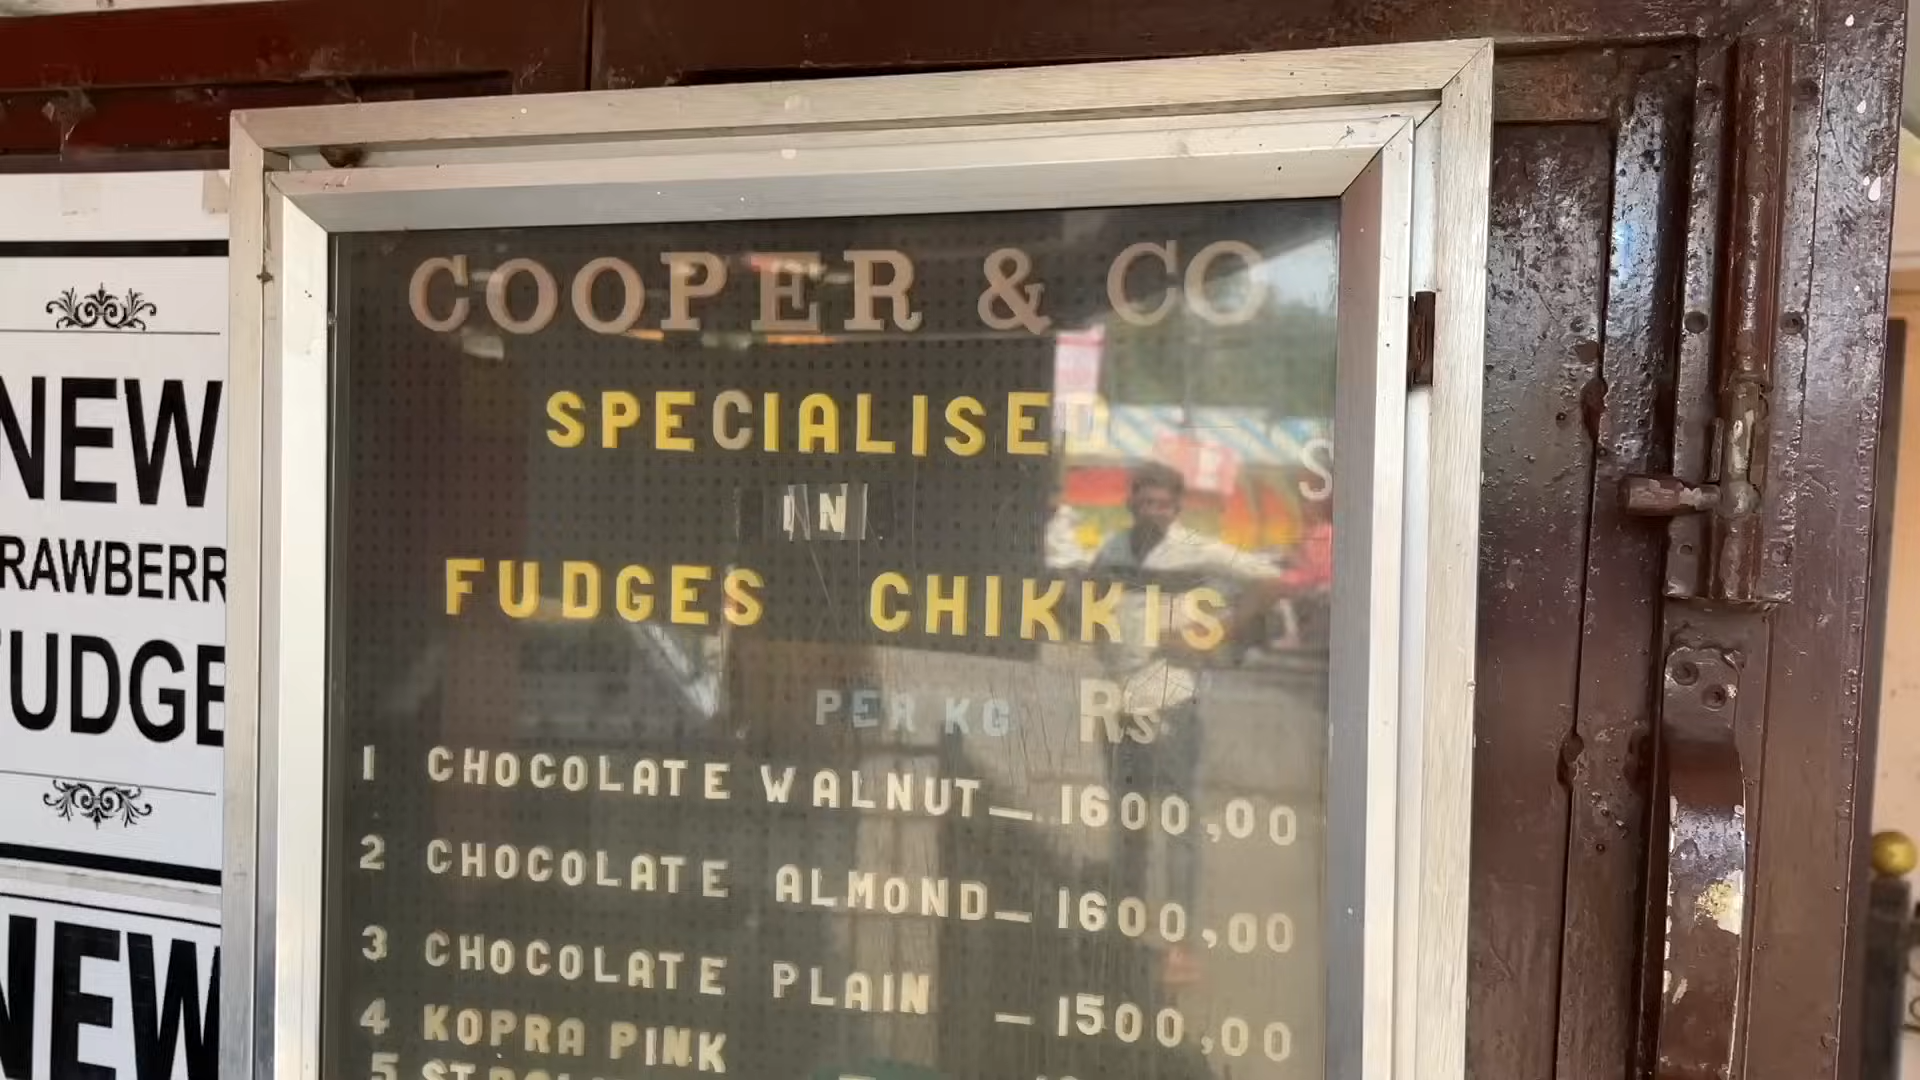 COOPER & CO
SPECIALISED
S
IN
FUDGES CHIKKIS
PER KG Rs
1 CHOCOLATE WALNUT _ 1600,00
2 CHOCOLATE ALMOND _ 1600,00
3 CHOCOLATE PLAIN _ 1500,00
4 KOPRA PINK
5
NEW
RAWBERR
UDGE
NEW